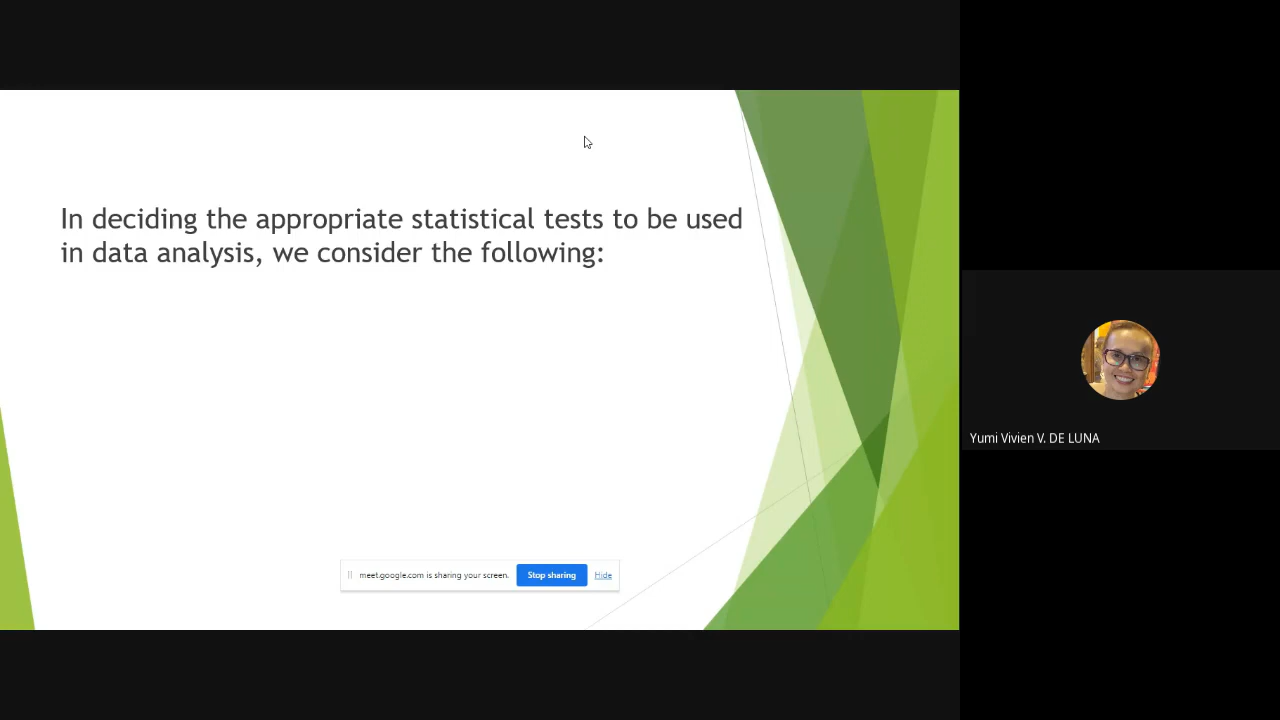 In deciding the appropriate statistical tests to be used
in data analysis, we consider the following:
meet.google.com is sharing your screen. Stop sharing Hide
Yumi Vivien V. DE LUNA